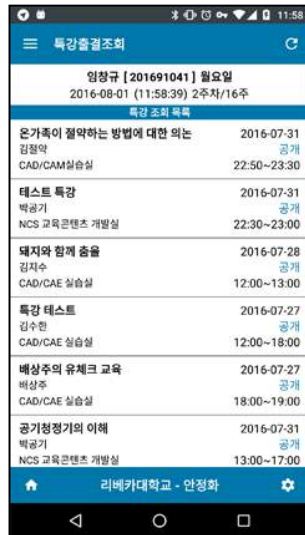 11:58
특강출결조회
임창규 [201691041] 월요일
2016-08-01 (11:58:39) 2주차/16주
특강 조회 목록
온가족이 절약하는 방법에 대한 의논 2016-07-31
김절약 공개
CAD/CAM실습실 22:50~23:30
테스트 특강 2016-07-31
박공기 공개
NCS 교육콘텐츠 개발실 22:30~23:00
돼지와 함께 춤을 2016-07-28
김지수 공개
CAD/CAE 실습실 12:00~13:00
특강 테스트 2016-07-27
김수한 공개
CAD/CAE 실습실 12:00~18:00
배상주의 유체크 교육 2016-07-27
배상주 공개
CAD/CAE 실습실 18:00~19:00
공기청정기의 이해 2016-07-31
박공기 공개
NCS 교육콘텐츠 개발실 13:00~17:00
리베카대학교 - 안정화